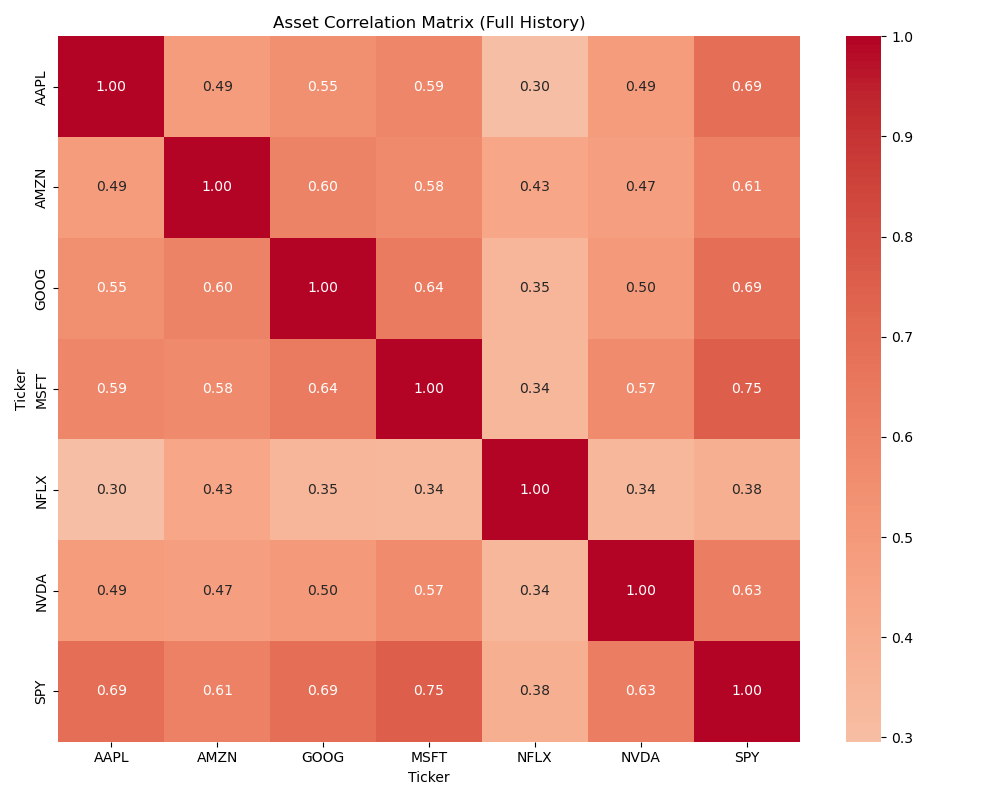 Asset Correlation Matrix (Full History)
AAPL 1.00 0.49 0.55 0.59 0.30 0.49 0.69
AMZN 0.49 1.00 0.60 0.58 0.43 0.47 0.61
GOOG 0.55 0.60 1.00 0.64 0.35 0.50 0.69
MSFT 0.59 0.58 0.64 1.00 0.34 0.57 0.75
NFLX 0.30 0.43 0.35 0.34 1.00 0.34 0.38
NVDA 0.49 0.47 0.50 0.57 0.34 1.00 0.63
SPY 0.69 0.61 0.69 0.75 0.38 0.63 1.00
Ticker
AAPL AMZN GOOG MSFT NFLX NVDA SPY
Ticker
1.0
0.9
0.8
0.7
0.6
0.5
0.4
0.3